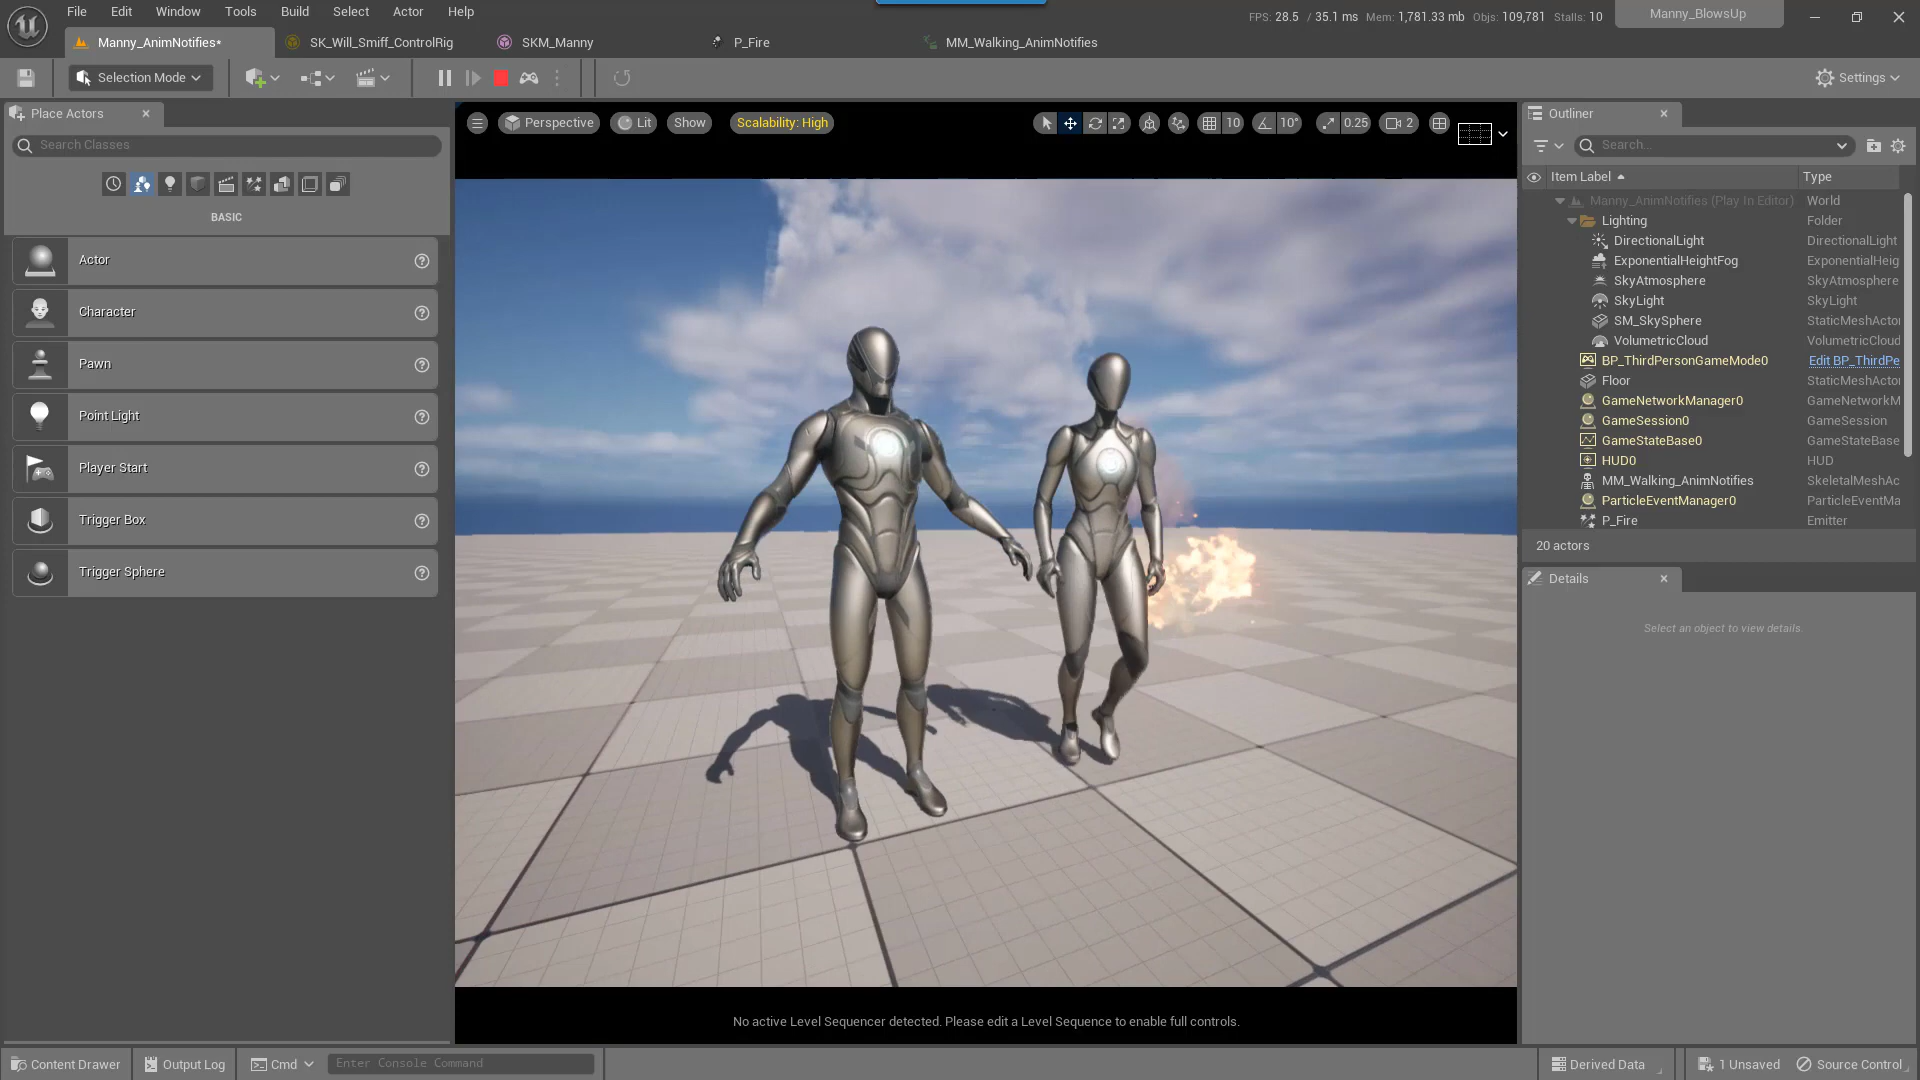 File Edit Window Tools Build Select Actor Help
FPS: 28.5 / 35.1 ms Mem: 1,781.33 mb Objs: 109,781 Stalls: 10
Manny_BlowsUp
Manny_AnimNotifies*
SK_Will_Smiff_ControlRig
SKM_Manny
P_Fire
MM_Walking_AnimNotifies
Selection Mode
Settings
Place Actors
Search Classes
BASIC
Actor
Character
Pawn
Point Light
Player Start
Trigger Box
Trigger Sphere
Perspective Lit Show Scalability: High
10 10° 0.25 2
No active Level Sequencer detected. Please edit a Level Sequence to enable full controls.
Outliner
Search...
Item Label Type
Manny_AnimNotifies (Play In Editor) World
Lighting Folder
DirectionalLight DirectionalLight
ExponentialHeightFog ExponentialHeig
SkyAtmosphere SkyAtmosphere
SkyLight SkyLight
SM_SkySphere StaticMeshActo
VolumetricCloud VolumetricCloud
BP_ThirdPersonGameMode0 Edit BP_ThirdPe
Floor StaticMeshActo
GameNetworkManager0 GameNetworkM
GameSession0 GameSession
GameStateBase0 GameStateBase
HUD0 HUD
MM_Walking_AnimNotifies SkeletalMeshAc
ParticleEventManager0 ParticleEventMa
P_Fire Emitter
20 actors
Details
Select an object to view details.
Content Drawer Output Log Cmd Enter Console Command
Derived Data 1 Unsaved Source Control